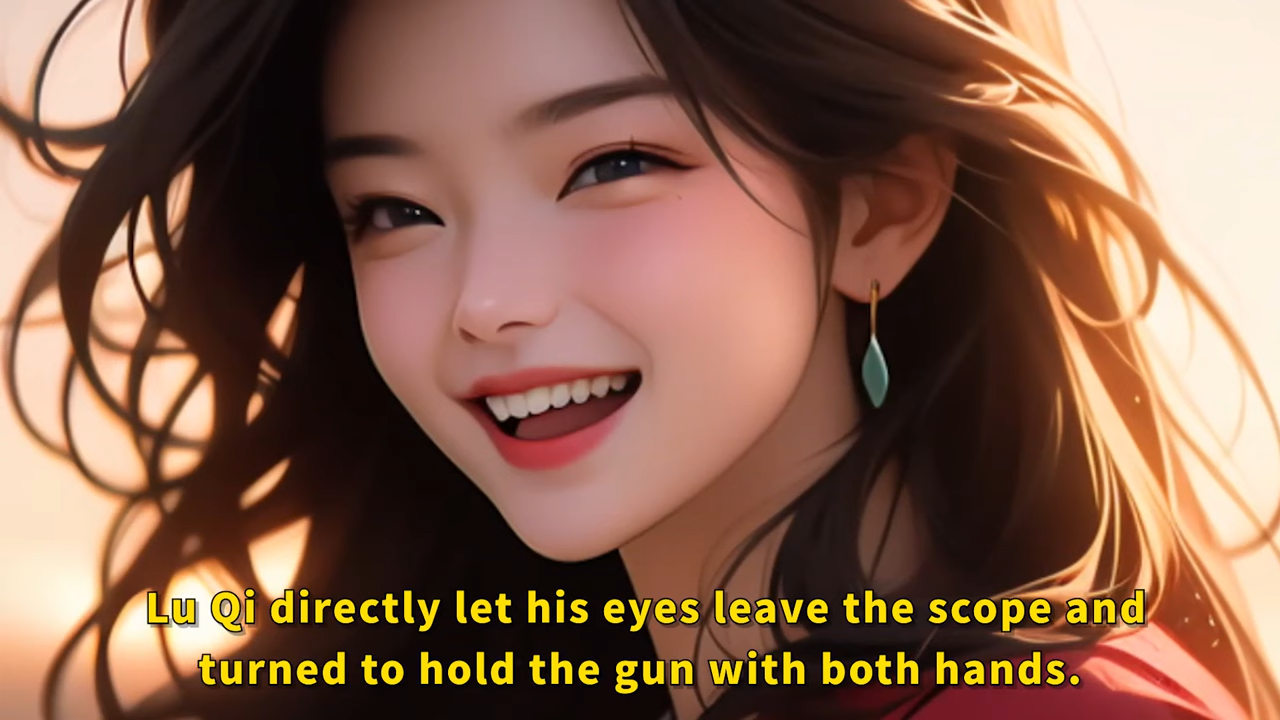 Lu Qi directly let his eyes leave the scope and
turned to hold the gun with both hands.